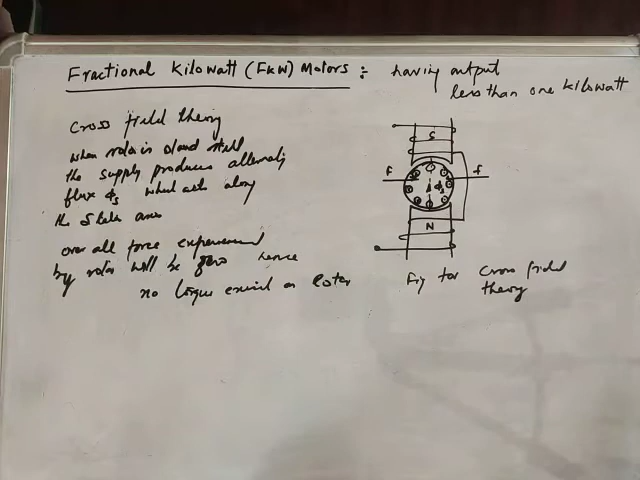 Fractional Kilowatt (FKW) Motors : having output
less than one kilowatt
Cross field theory
when rotor is stand still
the supply produces alternatij
flux ϕs which acts along
the stator axis
over all force experienced
by rotor will be zero hence
no torque on rotor
S
F
F
ϕs
N
Fig for cross field
theory